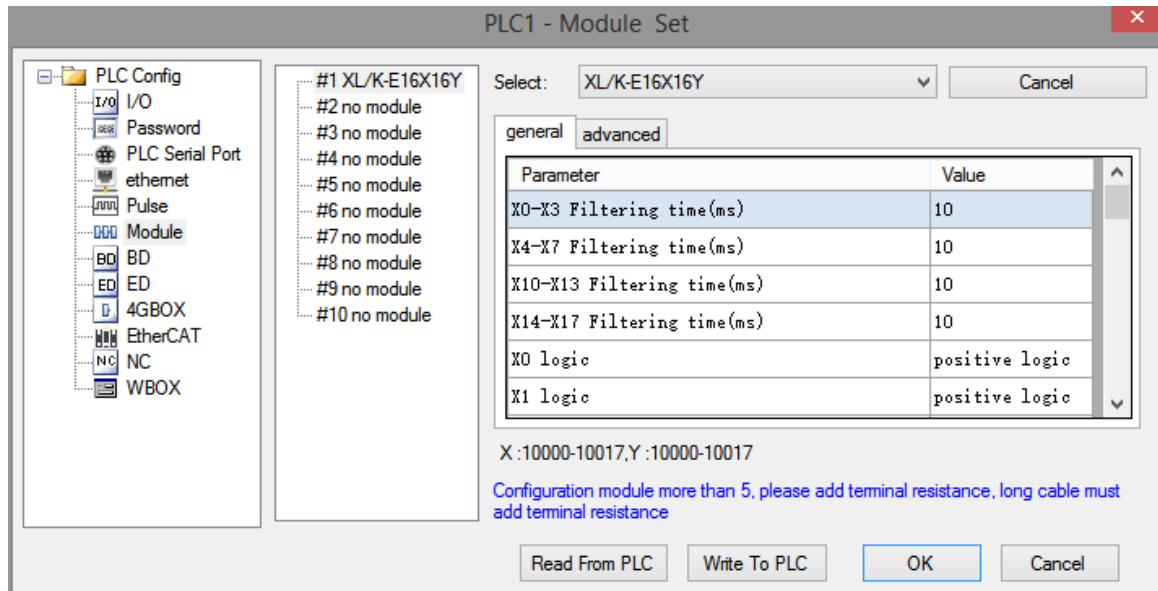 PLC1 - Module Set
PLC Config
I/O I/O
Password
PLC Serial Port
ethernet
Pulse
Module
BD BD
ED ED
4GBOX
EtherCAT
NC NC
WBOX
#1 XL/K-E16X16Y
#2 no module
#3 no module
#4 no module
#5 no module
#6 no module
#7 no module
#8 no module
#9 no module
#10 no module
Select: XL/K-E16X16Y Cancel
general advanced
Parameter Value
X0-X3 Filtering time(ms) 10
X4-X7 Filtering time(ms) 10
X10-X13 Filtering time(ms) 10
X14-X17 Filtering time(ms) 10
X0 logic positive logic
X1 logic positive logic
X :10000-10017,Y :10000-10017
Configuration module more than 5, please add terminal resistance, long cable must
add terminal resistance
Read From PLC Write To PLC OK Cancel